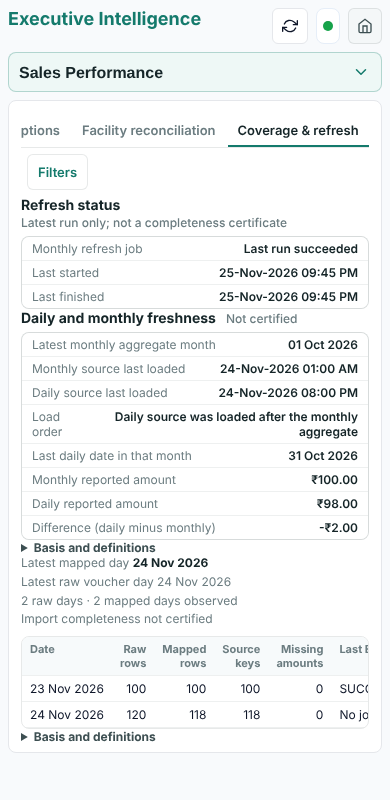 Executive Intelligence
Sales Performance
ptions Facility reconciliation Coverage & refresh
Filters
Refresh status
Latest run only; not a completeness certificate
Monthly refresh job Last run succeeded
Last started 25-Nov-2026 09:45 PM
Last finished 25-Nov-2026 09:45 PM
Daily and monthly freshness Not certified
Latest monthly aggregate month 01 Oct 2026
Monthly source last loaded 24-Nov-2026 01:00 AM
Daily source last loaded 24-Nov-2026 08:00 PM
Load order Daily source was loaded after the monthly aggregate
Last daily date in that month 31 Oct 2026
Monthly reported amount ₹100.00
Daily reported amount ₹98.00
Difference (daily minus monthly) -₹2.00
Basis and definitions
Latest mapped day 24 Nov 2026
Latest raw voucher day 24 Nov 2026
2 raw days · 2 mapped days observed
Import completeness not certified
Date Raw rows Mapped rows Source keys Missing amounts Last E
23 Nov 2026 100 100 100 0 SUCC
24 Nov 2026 120 118 118 0 No jo
Basis and definitions